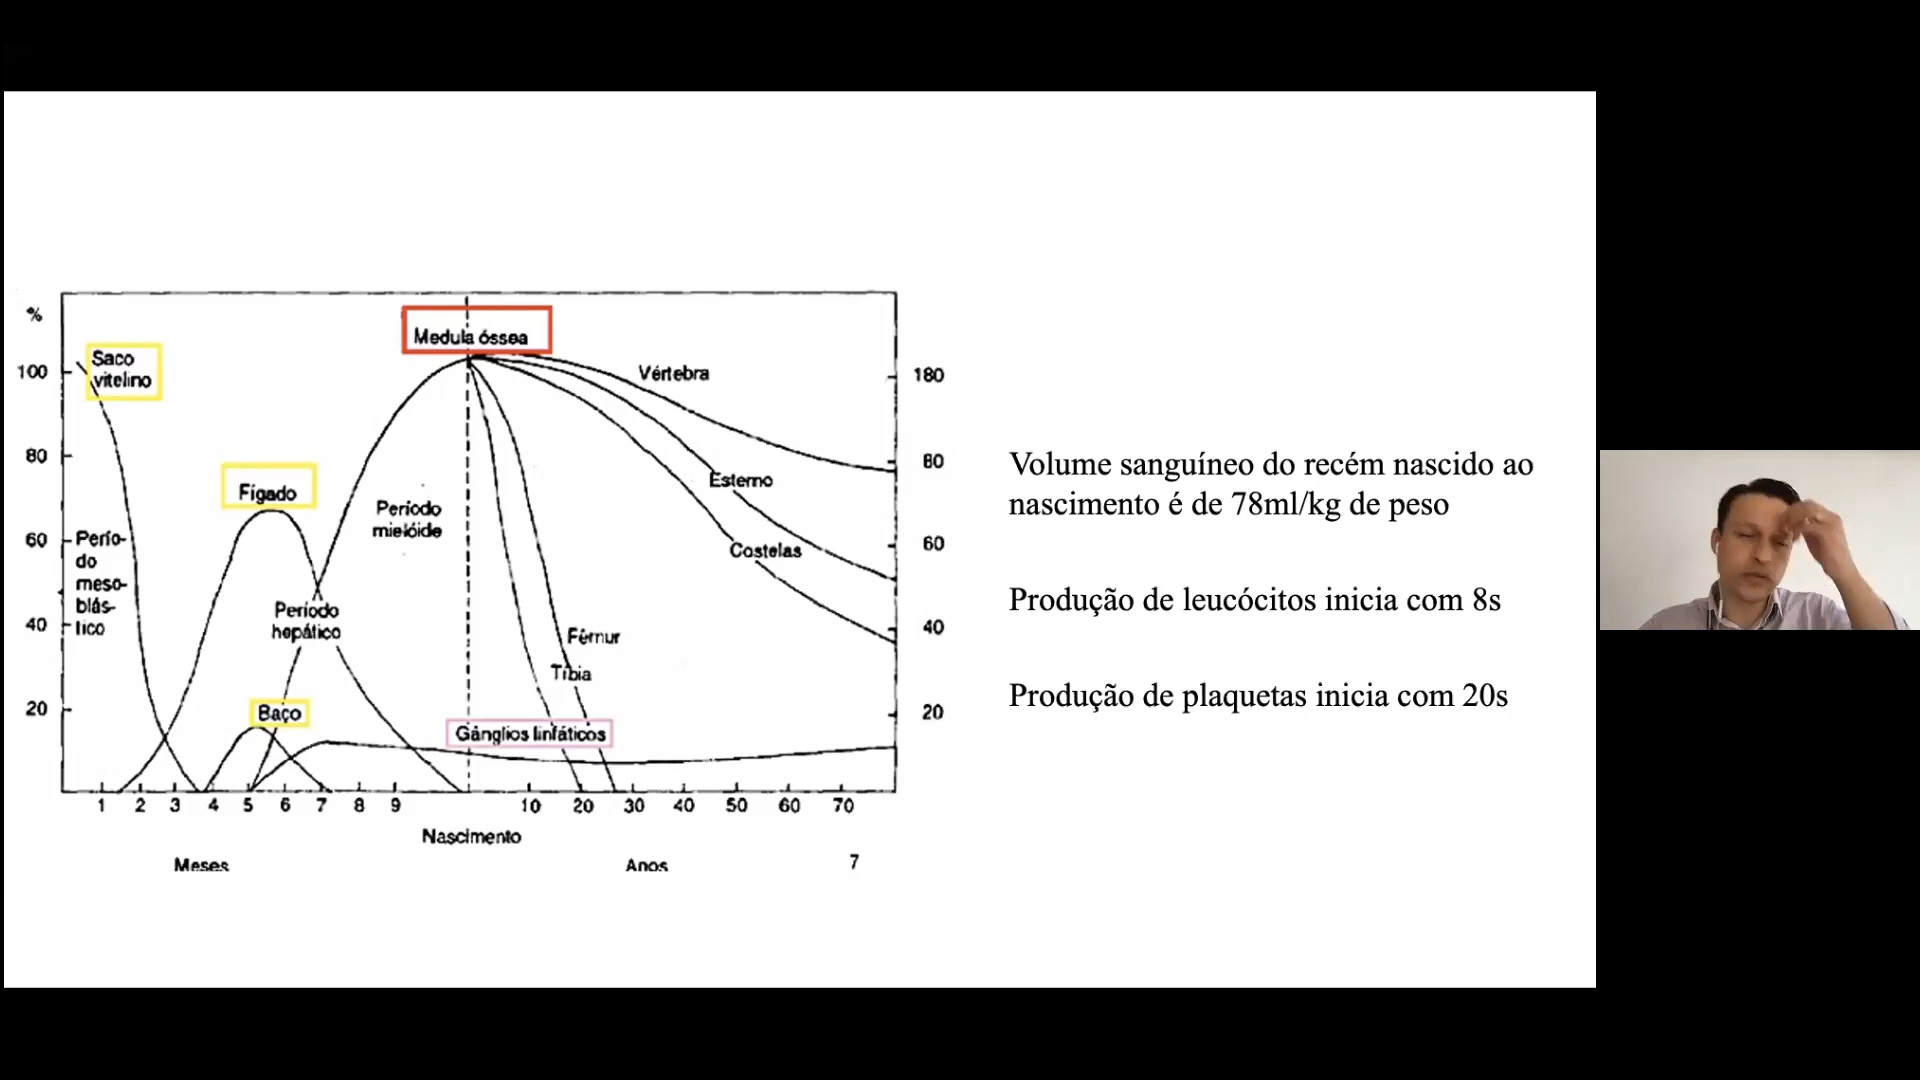 %
100
80
60
40
20
Saco
vitelino
Perío-
do
meso-
blás-
tico
Fígado
Período
hepático
Baço
Medula óssea
Período
mielóide
Vértebra
Esterno
Costelas
Fêmur
Tíbia
Gânglios linfáticos
180
80
60
40
20
1 2 3 4 5 6 7 8 9 10 20 30 40 50 60 70
Nascimento
Meses Anos 7
Volume sanguíneo do recém nascido ao
nascimento é de 78ml/kg de peso
Produção de leucócitos inicia com 8s
Produção de plaquetas inicia com 20s